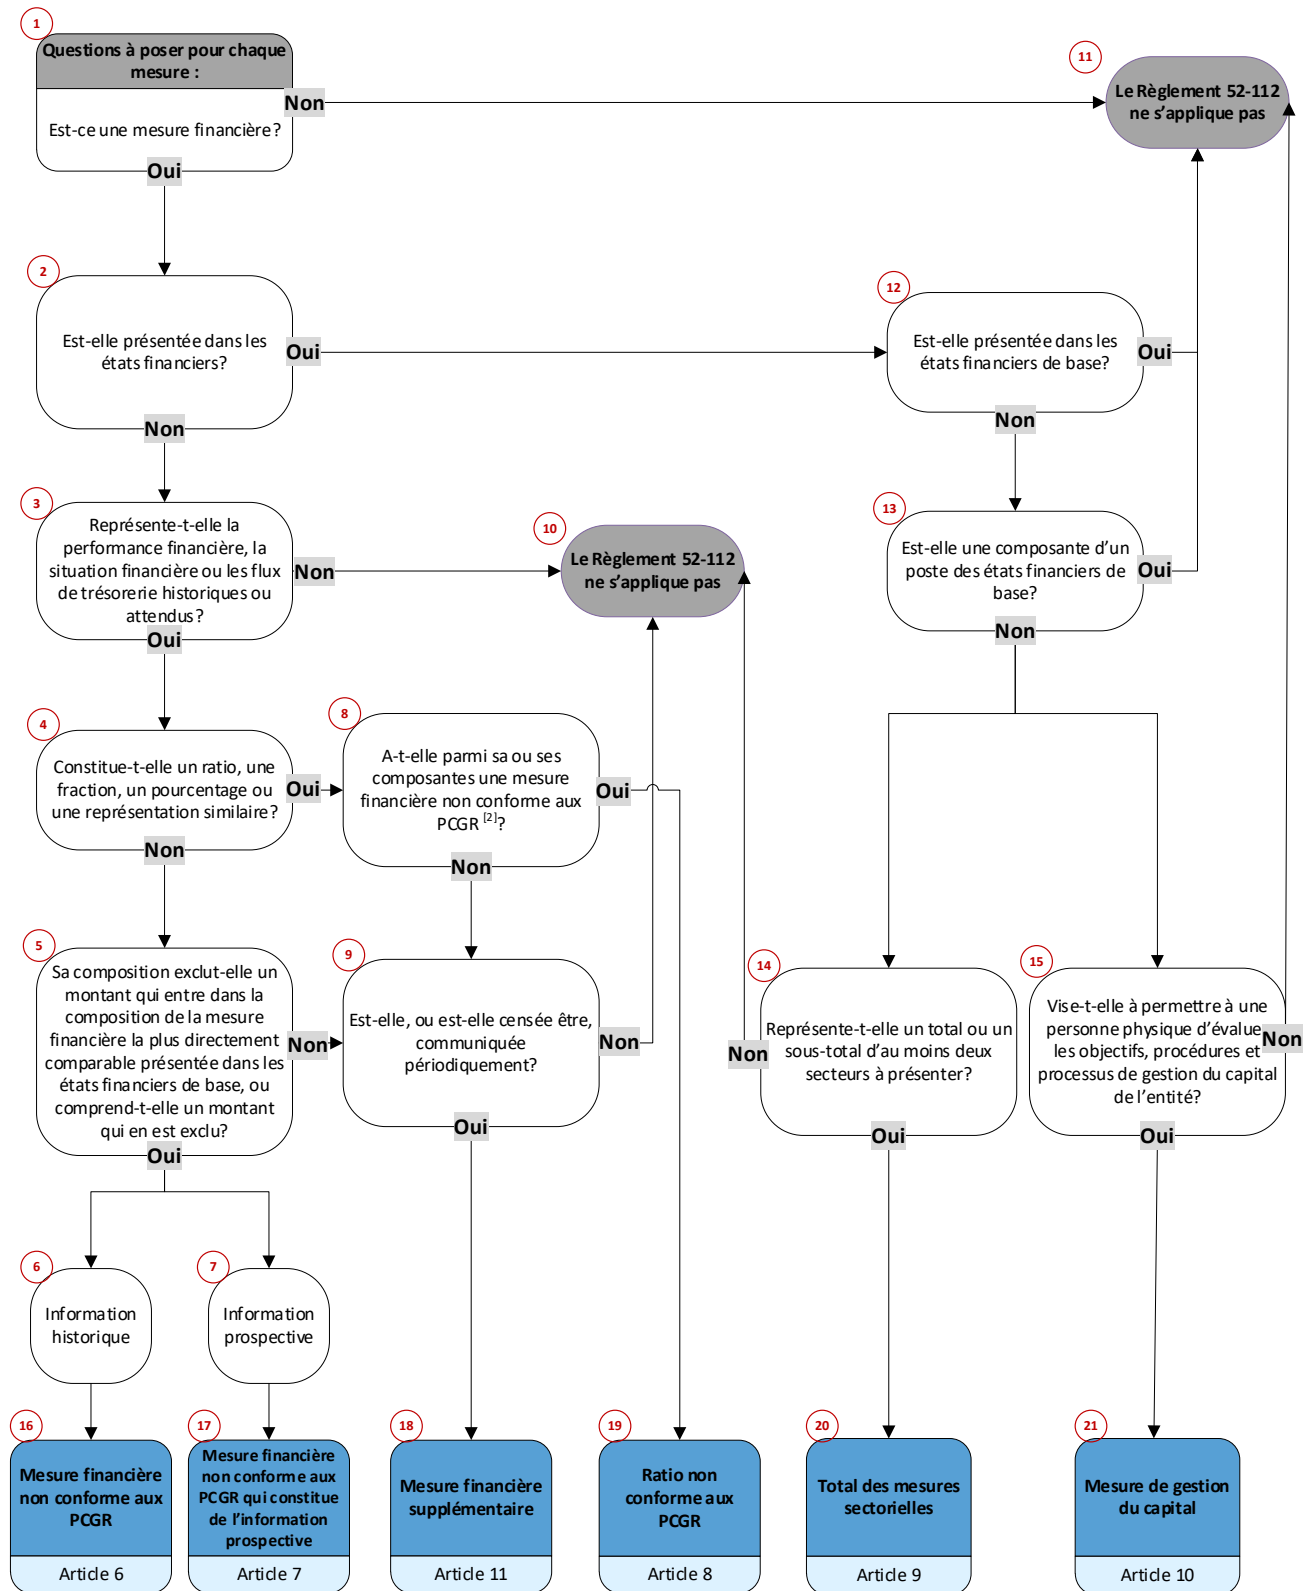 1
Questions à poser pour chaque
mesure :
Est-ce une mesure financière?
Non
Oui
11
Le Règlement 52-112
ne s’applique pas
2
Est-elle présentée dans les
états financiers?
Oui
Non
12
Est-elle présentée dans les
états financiers de base?
Oui
Non
3
Représente-t-elle la
performance financière, la
situation financière ou les flux
de trésorerie historiques ou
attendus?
Non
Oui
10
Le Règlement 52-112
ne s’applique pas
13
Est-elle une composante d’un
poste des états financiers de
base?
Oui
Non
4
Constitue-t-elle un ratio, une
fraction, un pourcentage ou
une représentation similaire?
Oui
Non
8
A-t-elle parmi sa ou ses
composantes une mesure
financière non conforme aux
PCGR [2]?
Oui
Non
5
Sa composition exclut-elle un
montant qui entre dans la
composition de la mesure
financière la plus directement
comparable présentée dans les
états financiers de base, ou
comprend-t-elle un montant
qui en est exclu?
Non
Oui
9
Est-elle, ou est-elle censée être,
communiquée
périodiquement?
Non
Oui
14
Représente-t-elle un total ou un
sous-total d’au moins deux
secteurs à présenter?
Non
Oui
15
Vise-t-elle à permettre à une
personne physique d’évalue
les objectifs, procédures et
processus de gestion du capital
de l’entité?
Non
Oui
6
Information
historique
7
Information
prospective
16
Mesure financière
non conforme aux
PCGR
Article 6
17
Mesure financière
non conforme aux
PCGR qui constitue
de l’information
prospective
Article 7
18
Mesure financière
supplémentaire
Article 11
19
Ratio non
conforme aux
PCGR
Article 8
20
Total des mesures
sectorielles
Article 9
21
Mesure de gestion
du capital
Article 10